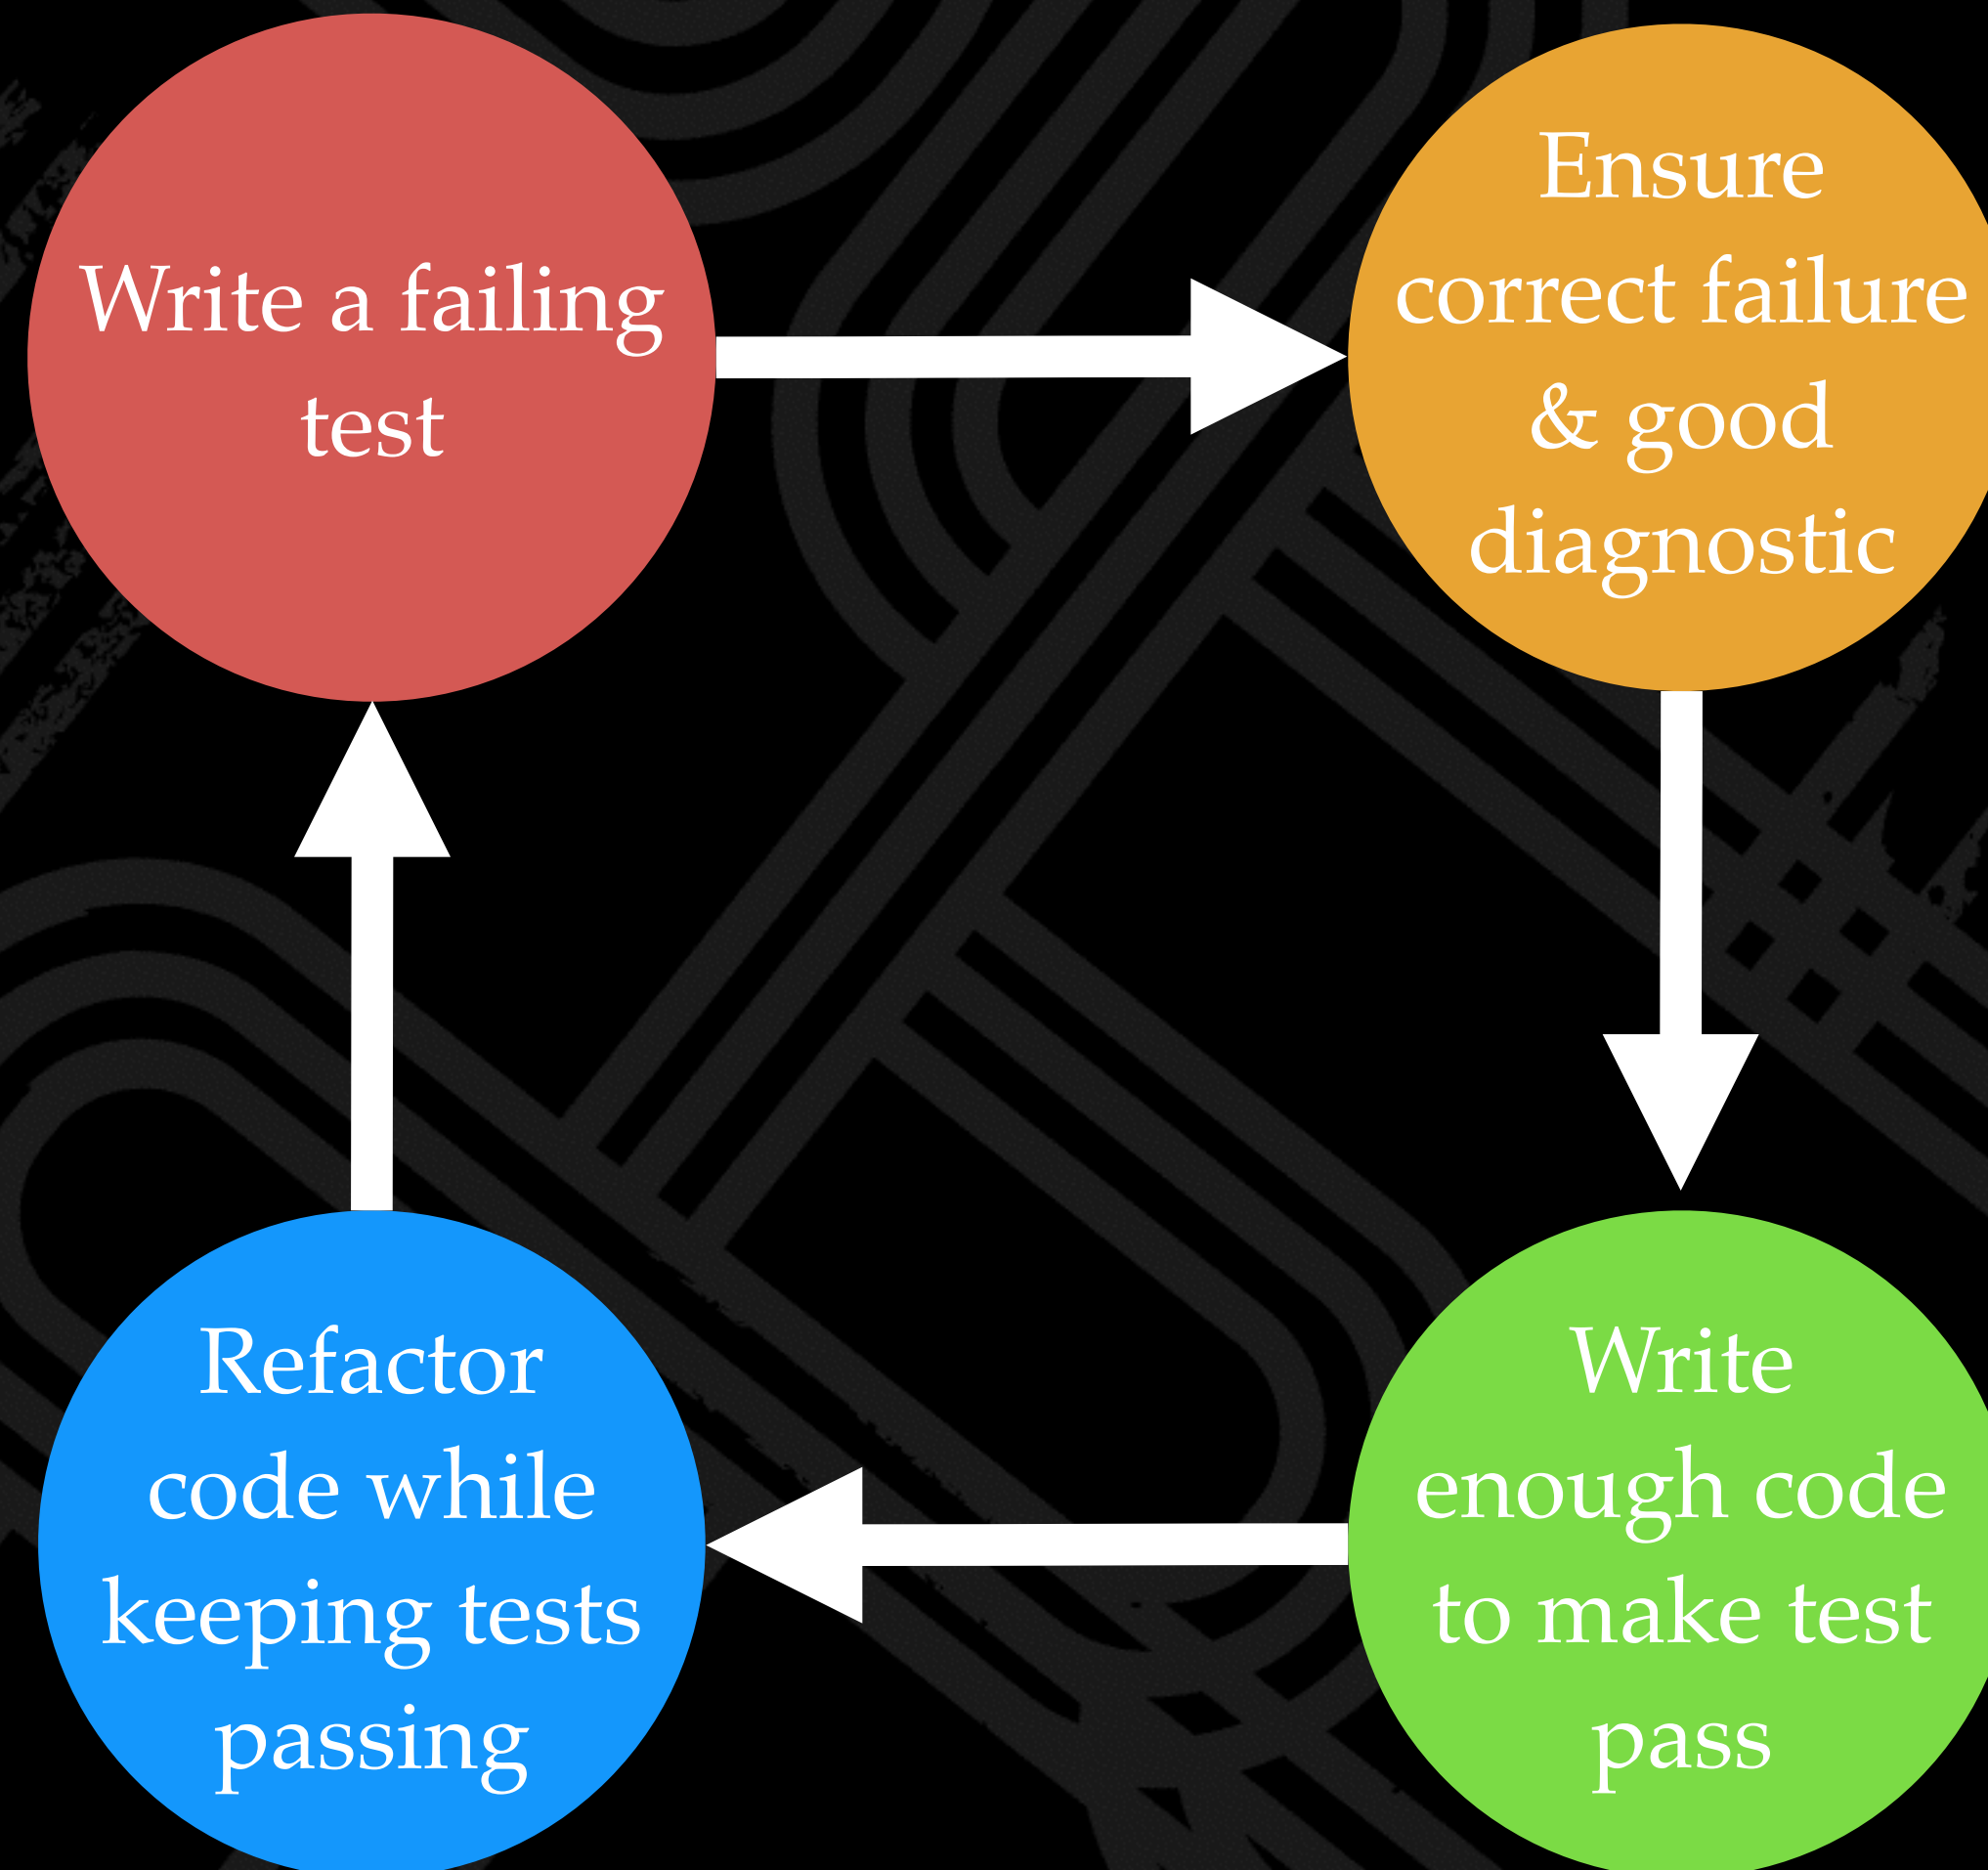 Write a failing
test
Ensure
correct failure
& good
diagnostic
Write
enough code
to make test
pass
Refactor
code while
keeping tests
passing